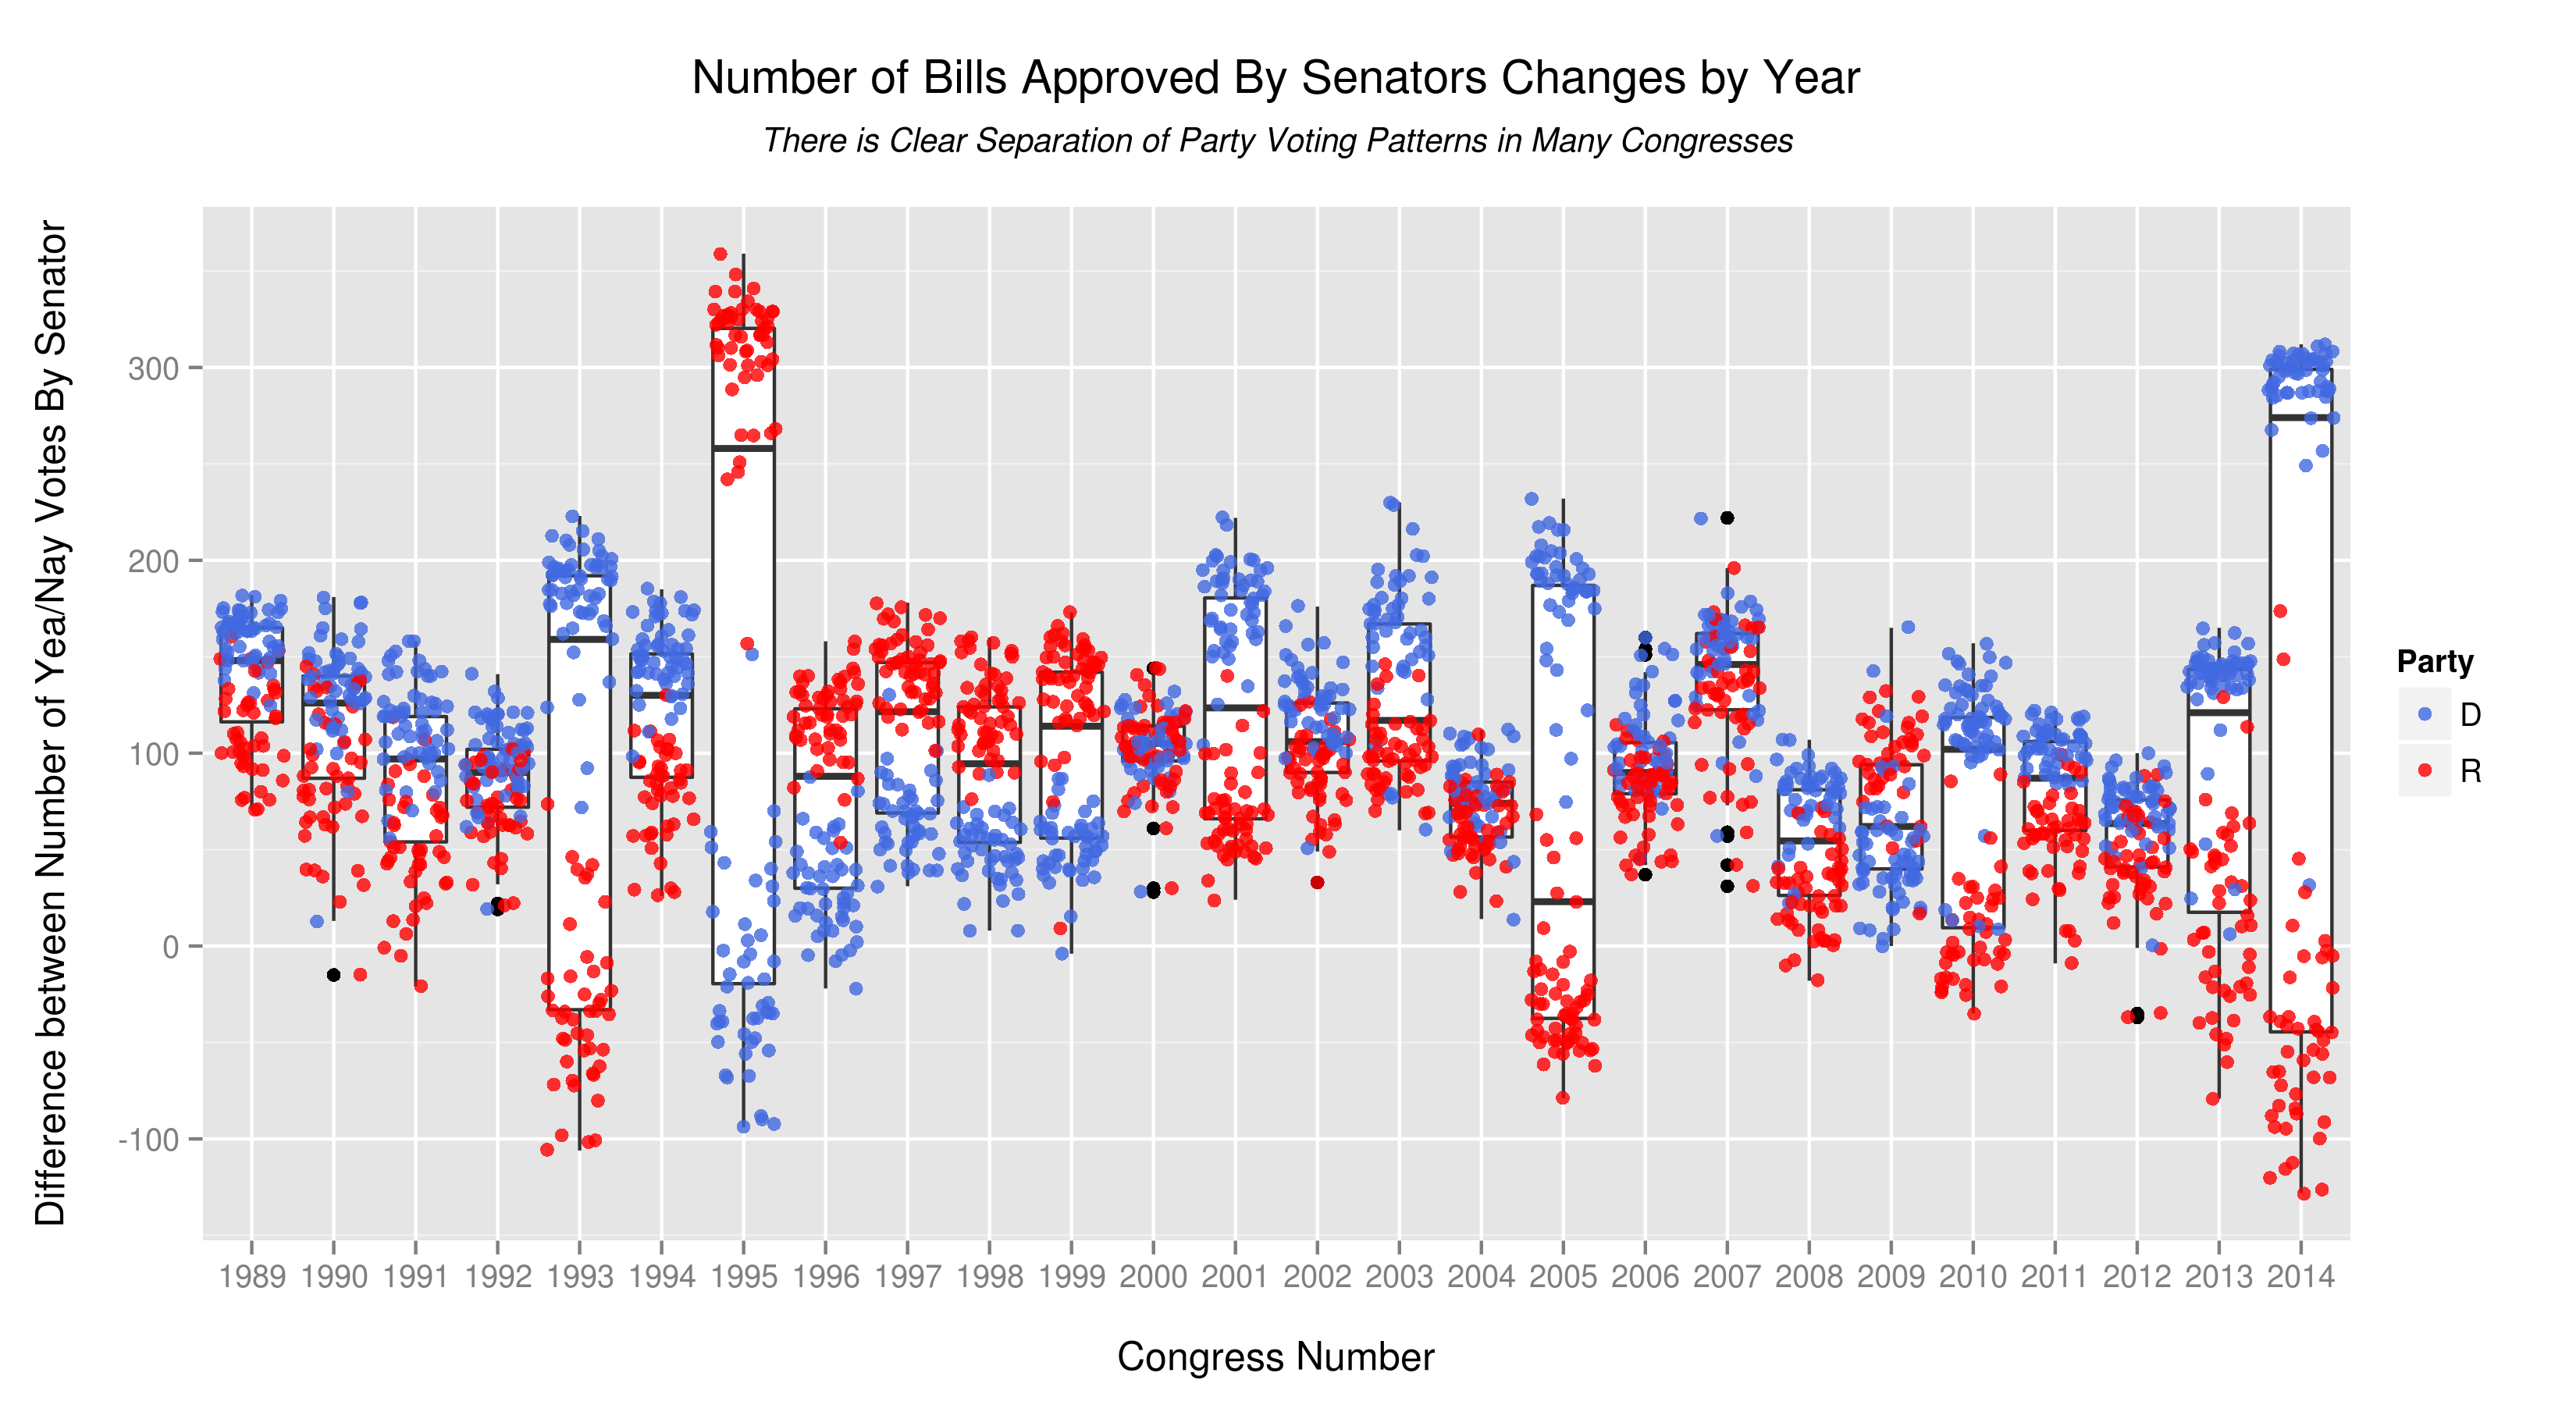 Number of Bills Approved By Senators Changes by Year
There is Clear Separation of Party Voting Patterns in Many Congresses
Difference between Number of Year/Nay Votes By Senator
300
200
100
0
-100
1989 1990 1991 1992 1993 1994 1995 1996 1997 1998 1999 2000 2001 2002 2003 2004 2005 2006 2007 2008 2009 2010 2011 2012 2013 2014
Congress Number
Party
D
R